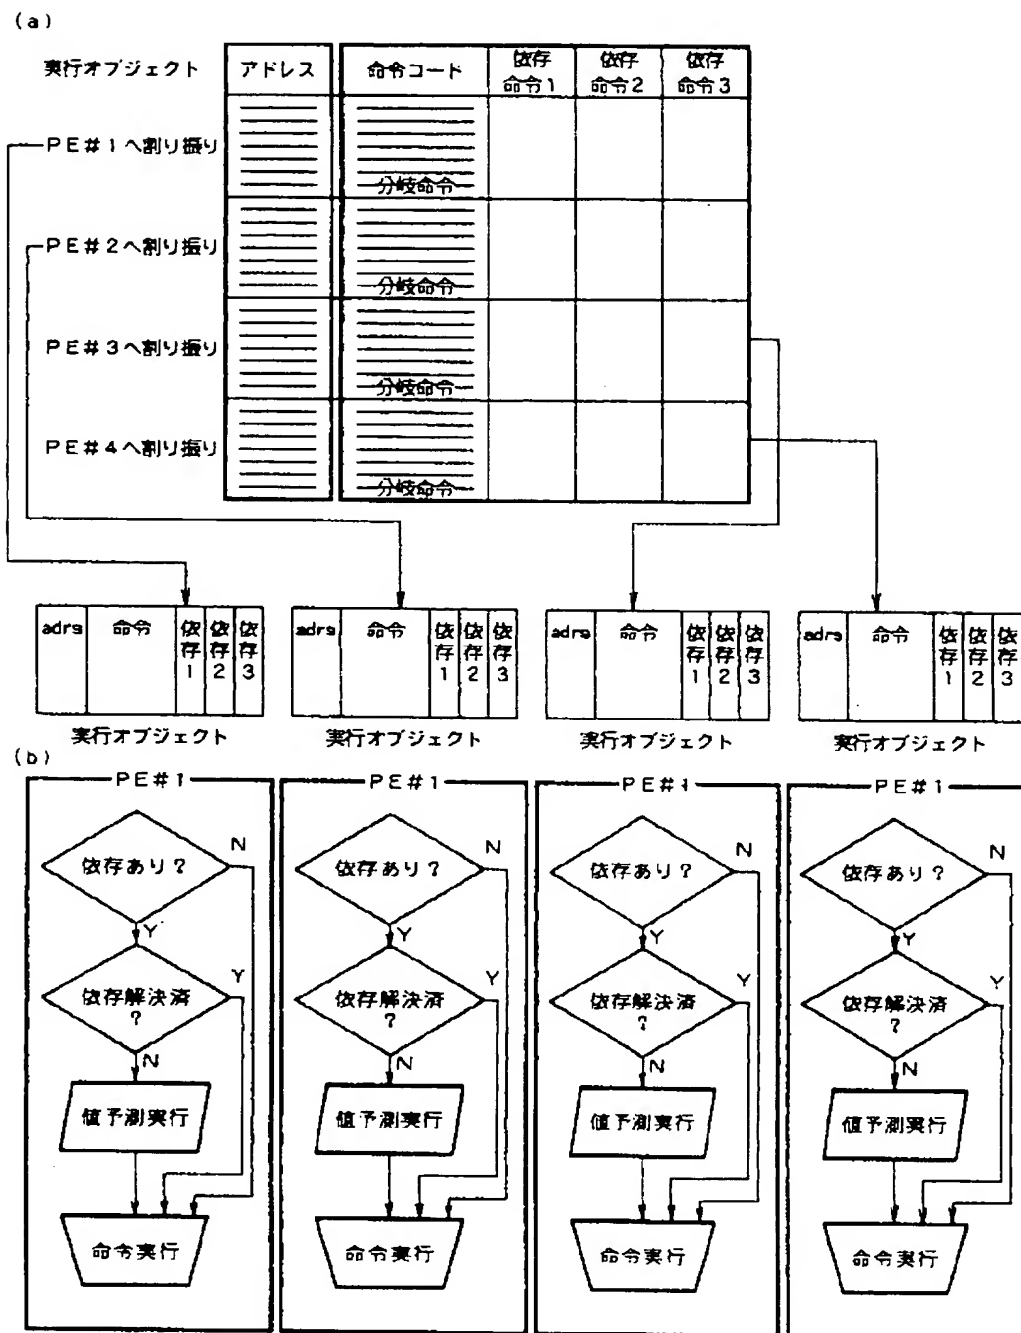 (a)
実行オブジェクト
アドレス
命令コード
依存
命令1
依存
命令2
依存
命令3
PE#1へ割り振り
分岐命令
PE#2へ割り振り
分岐命令
PE#3へ割り振り
分岐命令
PE#4へ割り振り
分岐命令
adrs 命令 依存1 依存2 依存3
実行オブジェクト
adrs 命令 依存1 依存2 依存3
実行オブジェクト
adrs 命令 依存1 依存2 依存3
実行オブジェクト
adrs 命令 依存1 依存2 依存3
実行オブジェクト
(b)
PE#1
依存あり?
N
Y
依存解決済
?
Y
N
値予測実行
命令実行
PE#1
依存あり?
N
Y
依存解決済
?
Y
N
値予測実行
命令実行
PE#1
依存あり?
N
Y
依存解決済
?
Y
N
値予測実行
命令実行
PE#1
依存あり?
N
Y
依存解決済
?
Y
N
値予測実行
命令実行